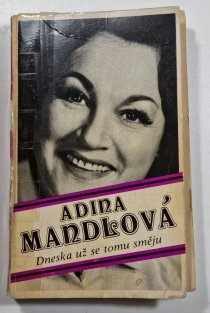 ADINA
MANDLOVÁ
Dneska už se tomu směju